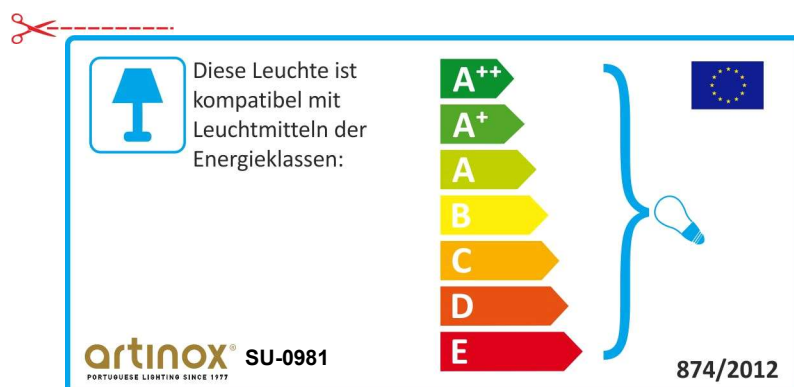 Diese Leuchte ist
kompatibel mit
Leuchtmitteln der
Energieklassen:
A++
A+
A
B
C
D
E
artinox® SU-0981
PORTUGUESE LIGHTING SINCE 1977
874/2012